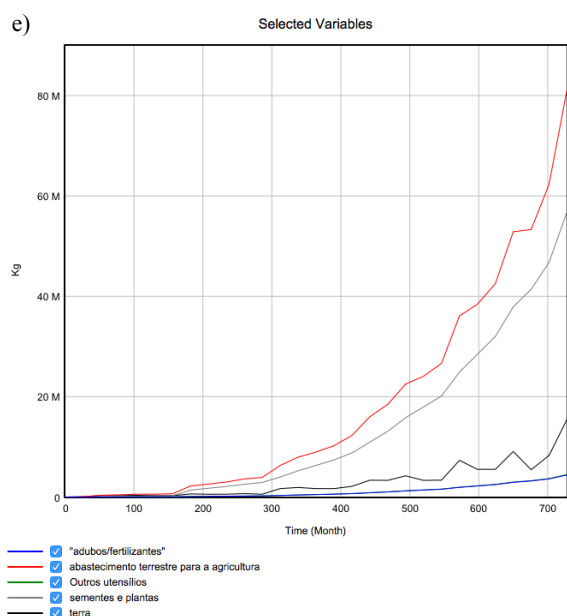 e)
Selected Variables
80 M
60 M
Kg
40 M
20 M
0
0 100 200 300 400 500 600 700
Time (Month)
"adubos/fertilizantes"
abastecimento terrestre para a agricultura
Outros utensílios
sementes e plantas
terra